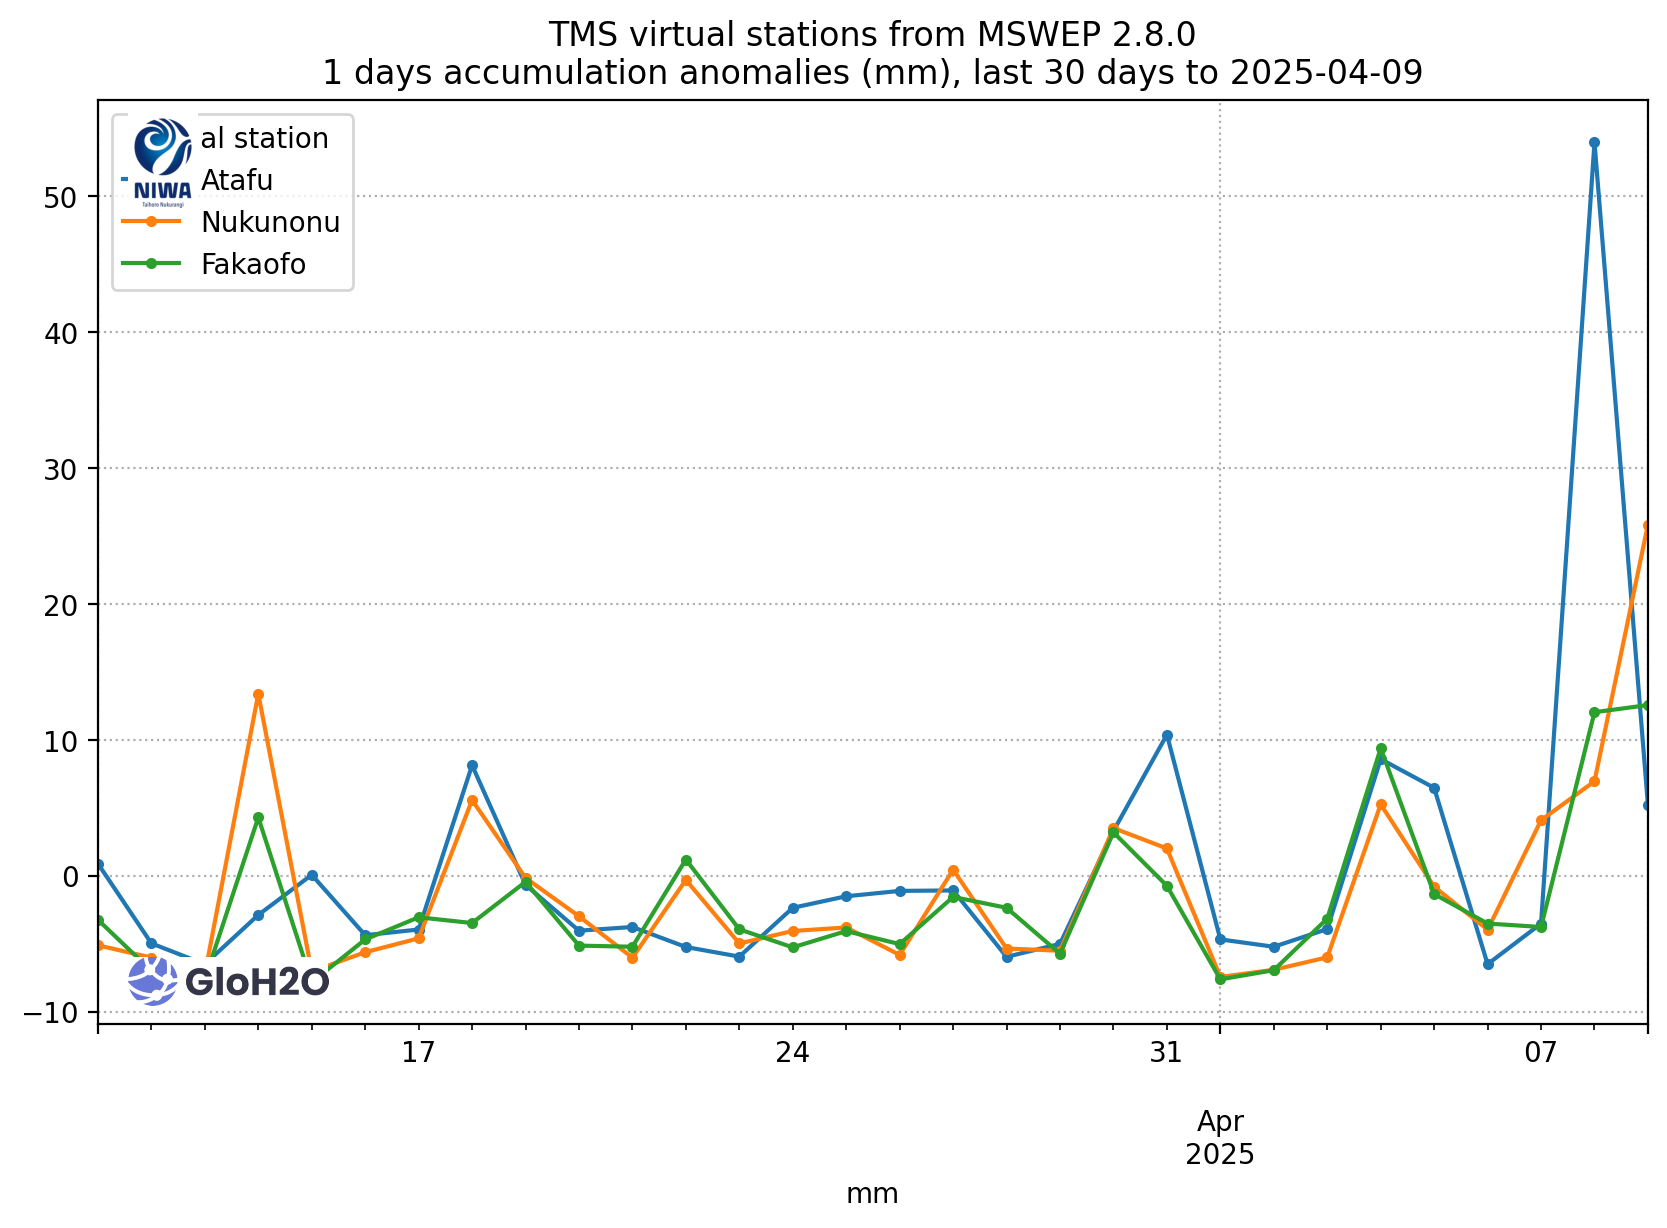 TMS virtual stations from MSWEP 2.8.0
1 days accumulation anomalies (mm), last 30 days to 2025-04-09
al station
Atafu
Nukunonu
Fakaofo
NIWA
Taihoro Nukurangi
50
40
30
20
10
0
−10
GloH2O
17
24
31
07
Apr
2025
mm